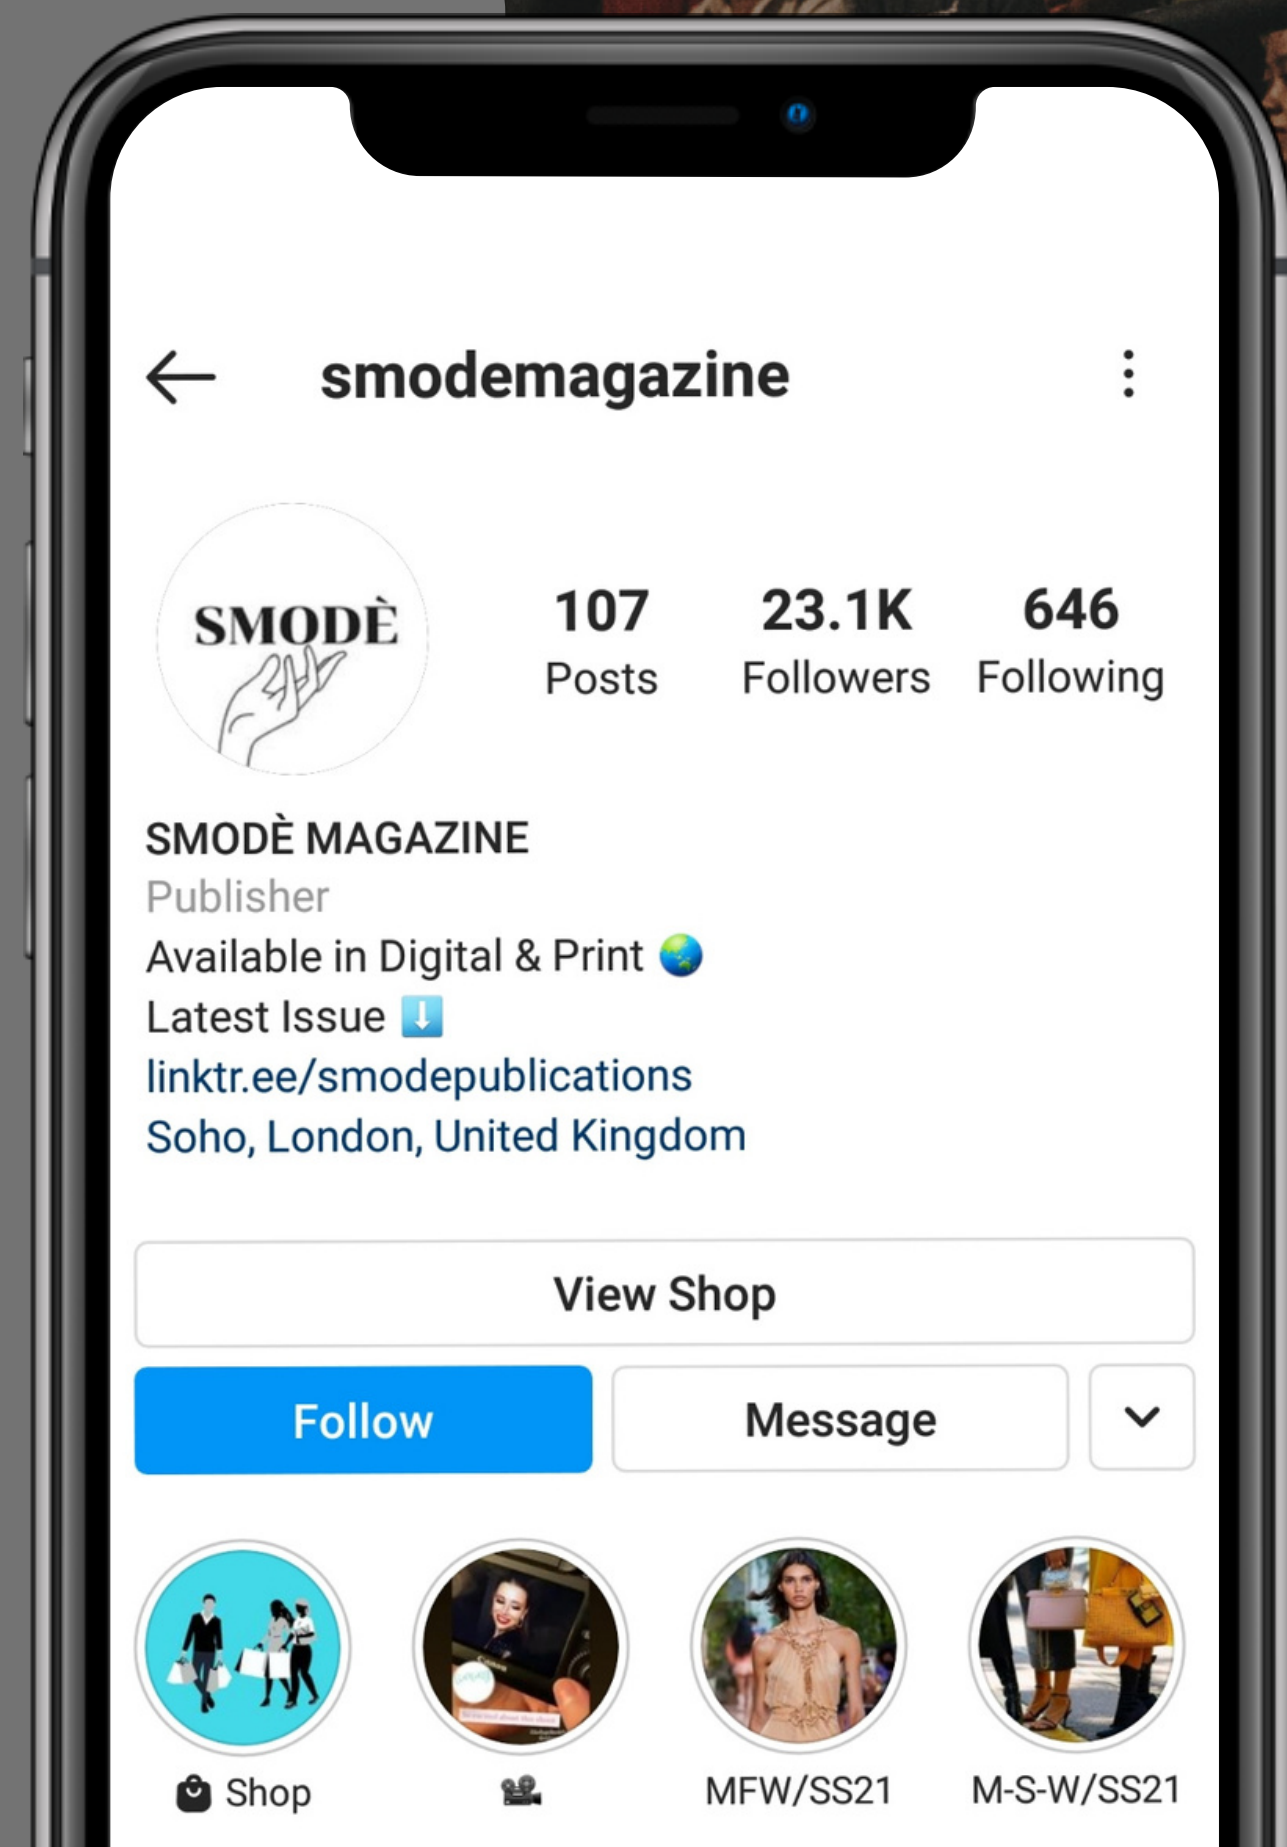 smodemagazine
SMODÈ
107 23.1K 646
Posts Followers Following
SMODÈ MAGAZINE
Publisher
Available in Digital & Print 🌏
Latest Issue ⬇️
linktr.ee/smodepublications
Soho, London, United Kingdom
View Shop
Follow Message
Shop 🎥 MFW/SS21 M-S-W/SS21